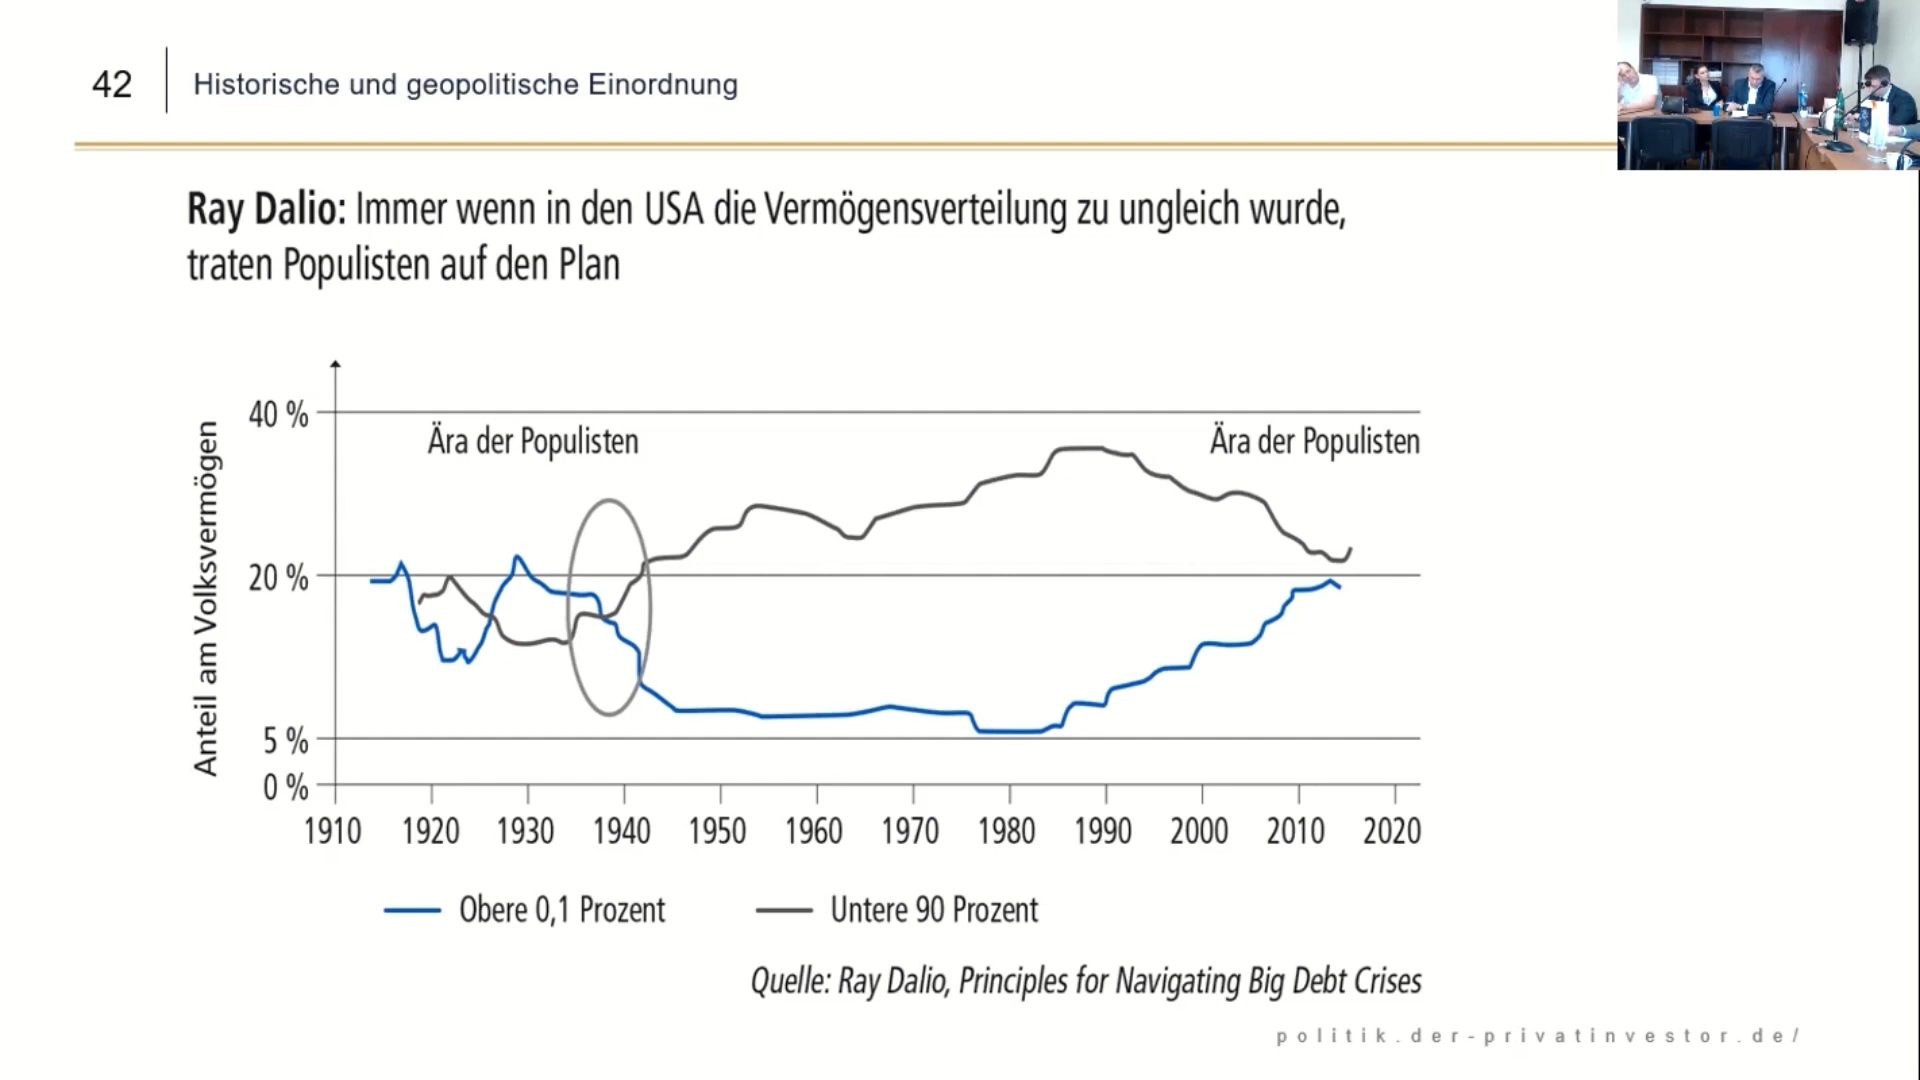 42
Historische und geopolitische Einordnung
Ray Dalio: Immer wenn in den USA die Vermögensverteilung zu ungleich wurde,
traten Populisten auf den Plan
Anteil am Volksvermögen
40 %
20 %
5 %
0 %
Ära der Populisten
Ära der Populisten
1910 1920 1930 1940 1950 1960 1970 1980 1990 2000 2010 2020
Obere 0,1 Prozent
Untere 90 Prozent
Quelle: Ray Dalio, Principles for Navigating Big Debt Crises
politik.der-privatinvestor.de/